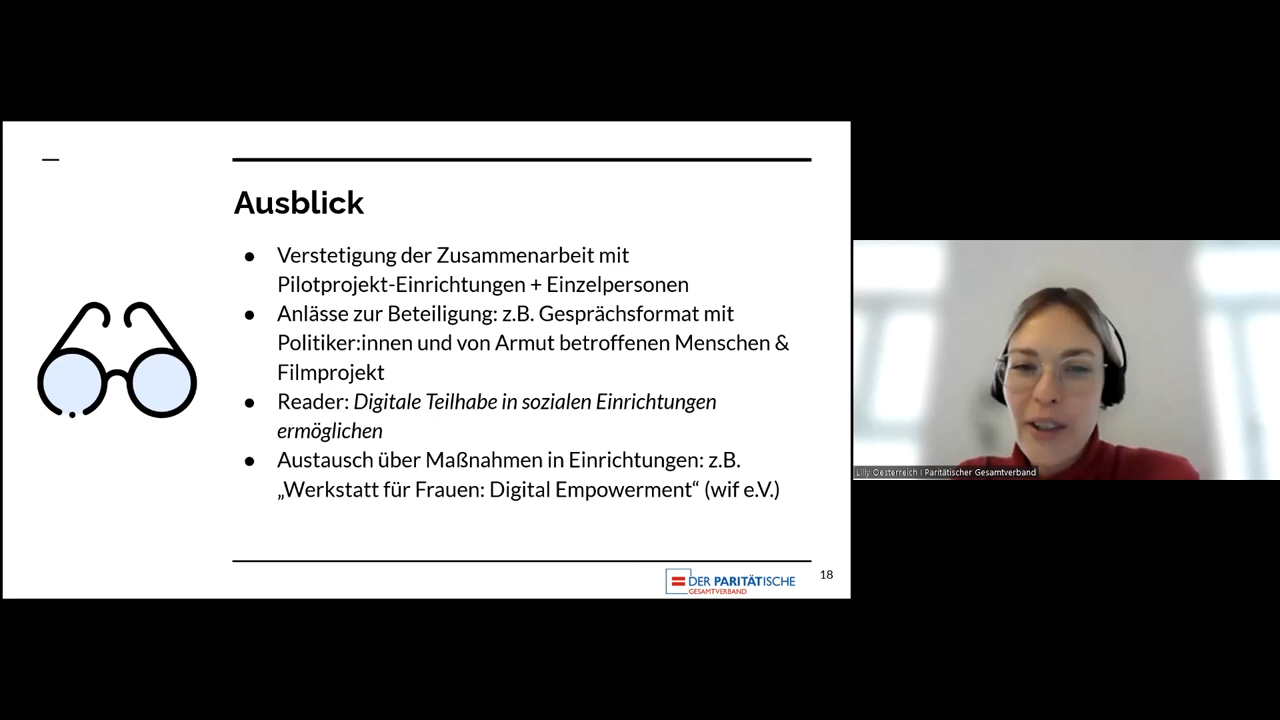 Ausblick
● Verstetigung der Zusammenarbeit mit
Pilotprojekt-Einrichtungen + Einzelpersonen
● Anlässe zur Beteiligung: z.B. Gesprächsformat mit
Politiker:innen und von Armut betroffenen Menschen &
Filmprojekt
● Reader: Digitale Teilhabe in sozialen Einrichtungen
ermöglichen
● Austausch über Maßnahmen in Einrichtungen: z.B.
„Werkstatt für Frauen: Digital Empowerment“ (wif e.V.)
DER PARITÄTISCHE
GESAMTVERBAND
18
Lilly Oesterreich | Paritätischer Gesamtverband